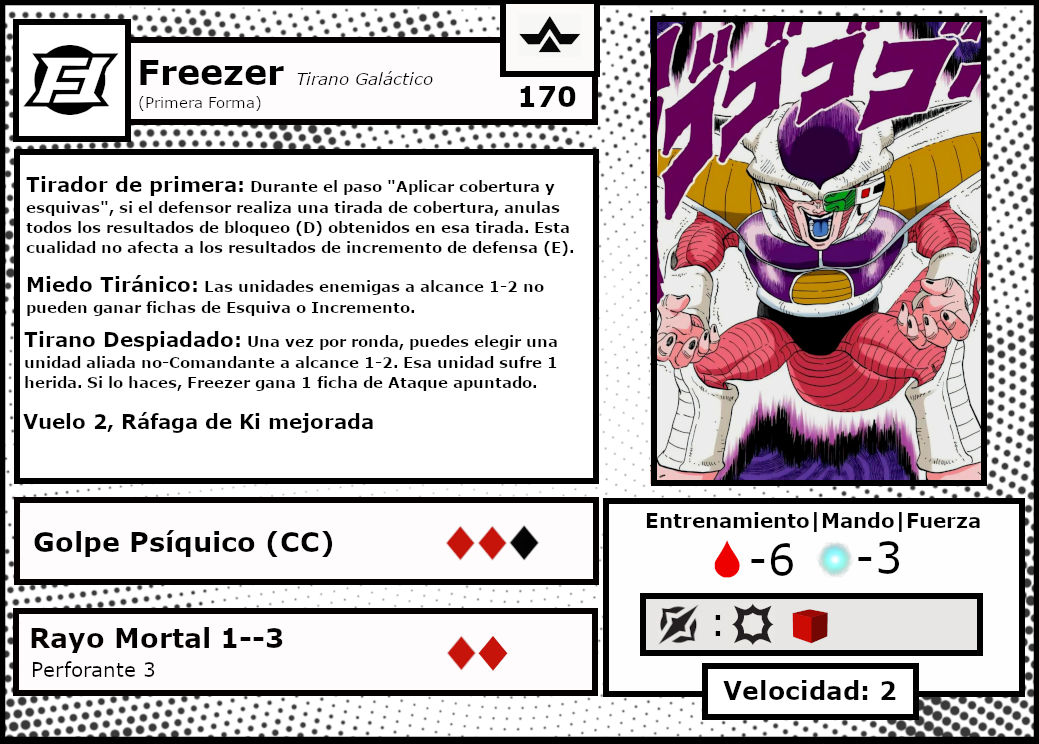 Freezer Tirano Galáctico
(Primera Forma)
170
Tirador de primera: Durante el paso "Aplicar cobertura y
esquivas", si el defensor realiza una tirada de cobertura, anulas
todos los resultados de bloqueo (D) obtenidos en esa tirada. Esta
cualidad no afecta a los resultados de incremento de defensa (E).
Miedo Tiránico: Las unidades enemigas a alcance 1-2 no
pueden ganar fichas de Esquiva o Incremento.
Tirano Despiadado: Una vez por ronda, puedes elegir una
unidad aliada no-Comandante a alcance 1-2. Esa unidad sufre 1
herida. Si lo haces, Freezer gana 1 ficha de Ataque apuntado.
Vuelo 2, Ráfaga de Ki mejorada
Golpe Psíquico (CC)
Rayo Mortal 1--3
Perforante 3
Entrenamiento|Mando|Fuerza
-6 -3
:
Velocidad: 2